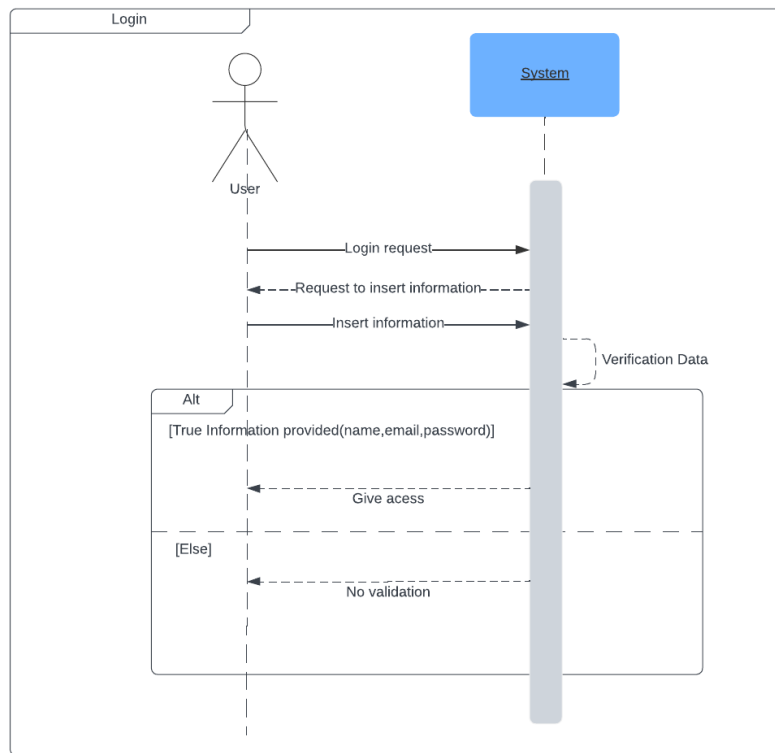 Login
System
User
Login request
Request to insert information
Insert information
Verification Data
Alt
[True Information provided(name,email,password)]
Give acess
[Else]
No validation